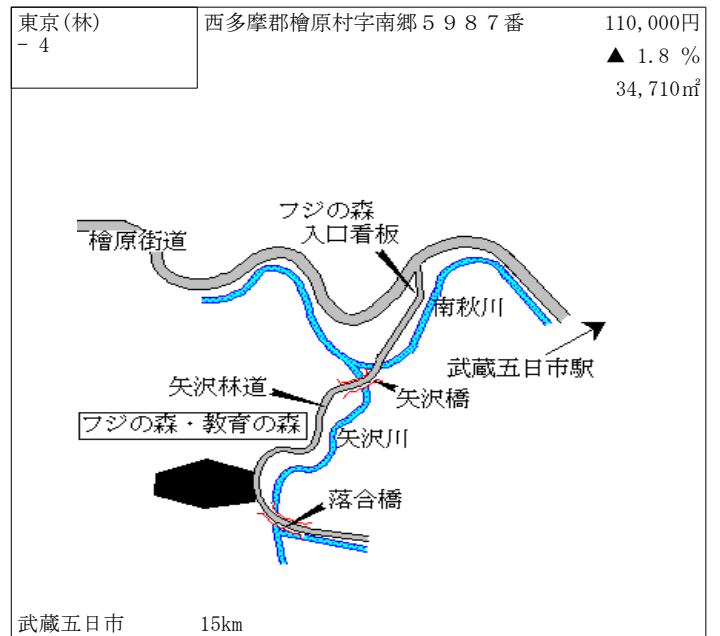 東京(林)
- 4
西多摩郡檜原村字南郷５９８７番
110,000円
▲ 1.8 %
34,710㎡
フジの森
入口看板
檜原街道
南秋川
武蔵五日市駅
矢沢林道
矢沢橋
フジの森・教育の森
矢沢川
落合橋
武蔵五日市 15km